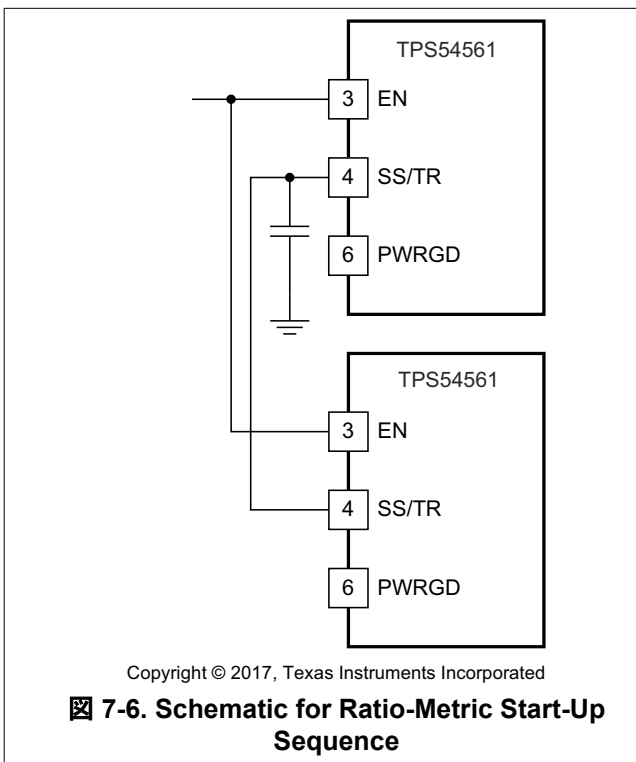 TPS54561
3 EN
4 SS/TR
6 PWRGD
TPS54561
3 EN
4 SS/TR
6 PWRGD
Copyright © 2017, Texas Instruments Incorporated
図 7-6. Schematic for Ratio-Metric Start-Up
Sequence